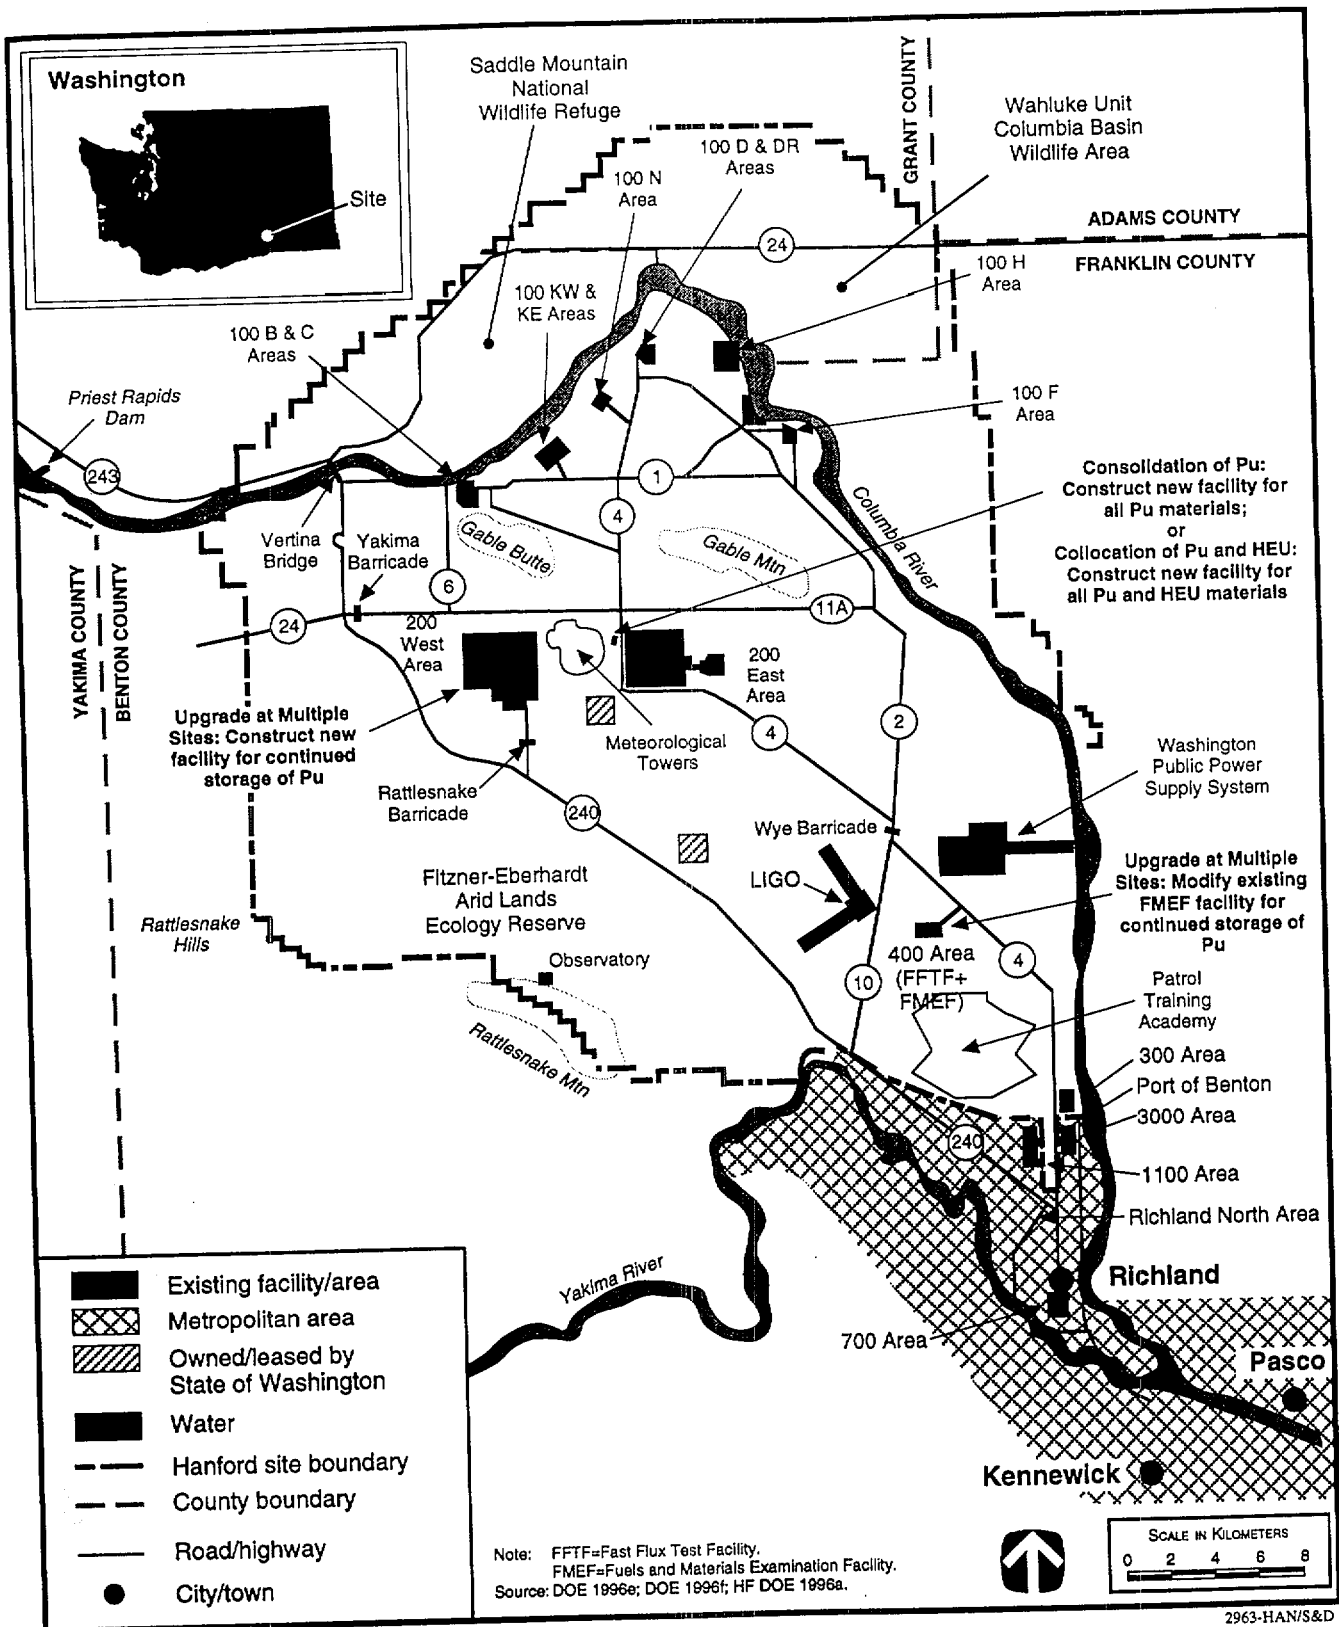 Washington
Site
Saddle Mountain
National
Wildlife Refuge
100 D & DR
Areas
100 N
Area
GRANT COUNTY
Wahluke Unit
Columbia Basin
Wildlife Area
ADAMS COUNTY
24
FRANKLIN COUNTY
100 H
Area
100 KW &
KE Areas
100 B & C
Areas
Priest Rapids
Dam
100 F
Area
243
1
4
Consolidation of Pu:
Construct new facility for
all Pu materials;
or
Collocation of Pu and HEU:
Construct new facility for
all Pu and HEU materials
Columbia River
Vertina
Bridge
Yakima
Barricade
Gable Butte
Gable Mtn
6
11A
24
YAKIMA COUNTY
BENTON COUNTY
200
West
Area
200
East
Area
Upgrade at Multiple
Sites: Construct new
facility for continued
storage of Pu
Meteorological
Towers
4
2
Washington
Public Power
Supply System
Rattlesnake
Barricade
240
Wye Barricade
LIGO
Upgrade at Multiple
Sites: Modify existing
FMEF facility for
continued storage of
Pu
Fitzner-Eberhardt
Arid Lands
Ecology Reserve
Rattlesnake
Hills
Observatory
400 Area
(FFTF+
FMEF)
10
4
Patrol
Training
Academy
Rattlesnake Mtn
300 Area
Port of Benton
3000 Area
240
1100 Area
Richland North Area
Richland
Yakima River
700 Area
Pasco
Kennewick
Existing facility/area
Metropolitan area
Owned/leased by
State of Washington
Water
Hanford site boundary
County boundary
Road/highway
City/town
Note: FFTF=Fast Flux Test Facility.
FMEF=Fuels and Materials Examination Facility.
Source: DOE 1996e; DOE 1996f; HF DOE 1996a.
SCALE IN KILOMETERS
0 2 4 6 8
2963-HAN/S&D